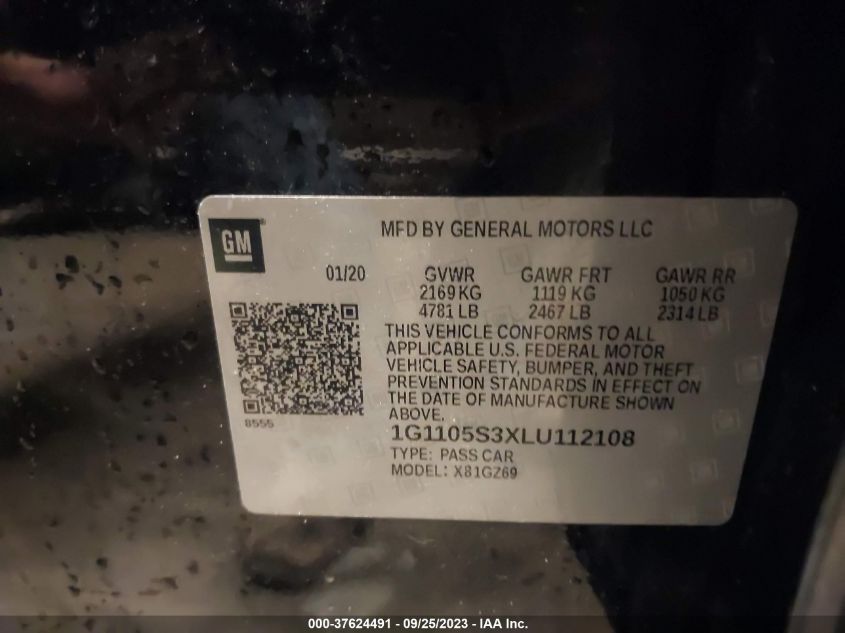 GM
MFD BY GENERAL MOTORS LLC
01/20 GVWR GAWR FRT GAWR RR
2169 KG 1119 KG 1050 KG
4781 LB 2467 LB 2314 LB
THIS VEHICLE CONFORMS TO ALL
APPLICABLE U.S. FEDERAL MOTOR
VEHICLE SAFETY, BUMPER, AND THEFT
PREVENTION STANDARDS IN EFFECT ON
THE DATE OF MANUFACTURE SHOWN
ABOVE.
8555
1G1105S3XLU112108
TYPE: PASS CAR
MODEL: X81GZ69
000-37624491 - 09/25/2023 - IAA Inc.